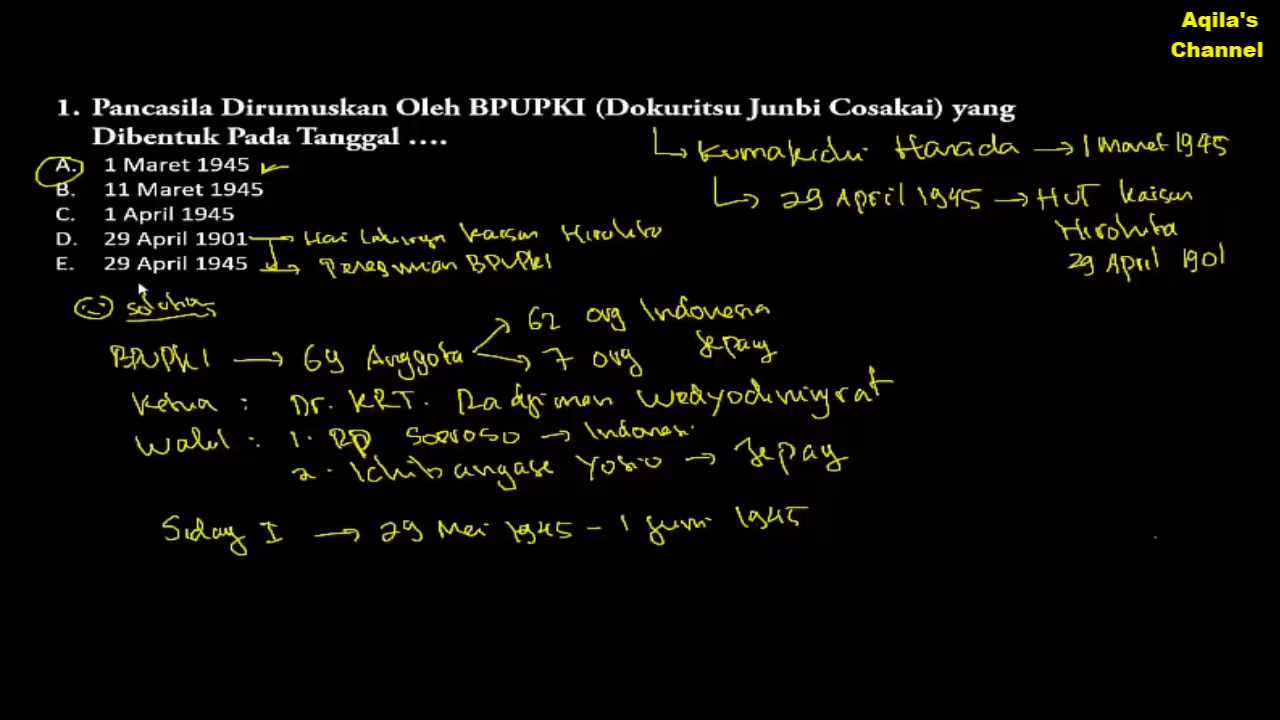 Aqila's
Channel
1. Pancasila Dirumuskan Oleh BPUPKI (Dokuritsu Junbi Cosakai) yang
Dibentuk Pada Tanggal ....
A. 1 Maret 1945
B. 11 Maret 1945
C. 1 April 1945
D. 29 April 1901
E. 29 April 1945
Kumakichi Harada → 1 Maret 1945
29 April 1945 → HUT Kaisar
Hirohito
29 April 1901
Hari Lahirnya Kaisar Hirohito
Peresmian BPUPKI
Solusi
BPUPKI → 69 Anggota
62 org Indonesia
7 org Jepang
Ketua : Dr. KRT. Radjiman Wedyodiningrat
Wakil : 1. RP Soeroso → Indonesi
2. Ichibangase Yosio → Jepang
Sidang I → 29 Mei 1945 - 1 Juni 1945